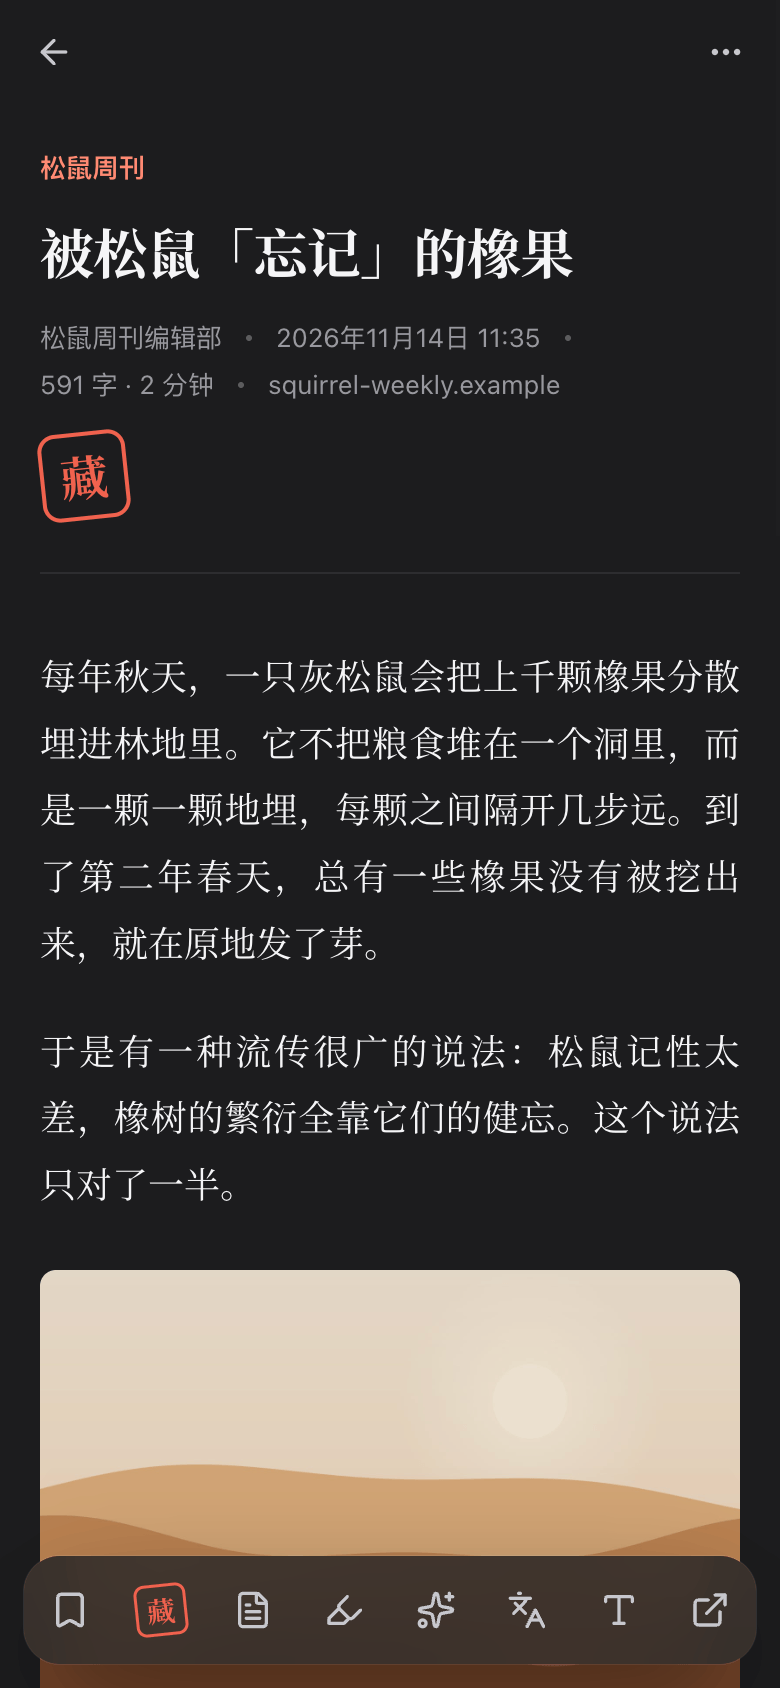 松鼠周刊
被松鼠「忘记」的橡果
松鼠周刊编辑部 • 2026年11月14日 11:35 •
591 字 · 2 分钟 • squirrel-weekly.example
藏
每年秋天，一只灰松鼠会把上千颗橡果分散
埋进林地里。它不把粮食堆在一个洞里，而
是一颗一颗地埋，每颗之间隔开几步远。到
了第二年春天，总有一些橡果没有被挖出
来，就在原地发了芽。
于是有一种流传很广的说法：松鼠记性太
差，橡树的繁衍全靠它们的健忘。这个说法
只对了一半。
藏